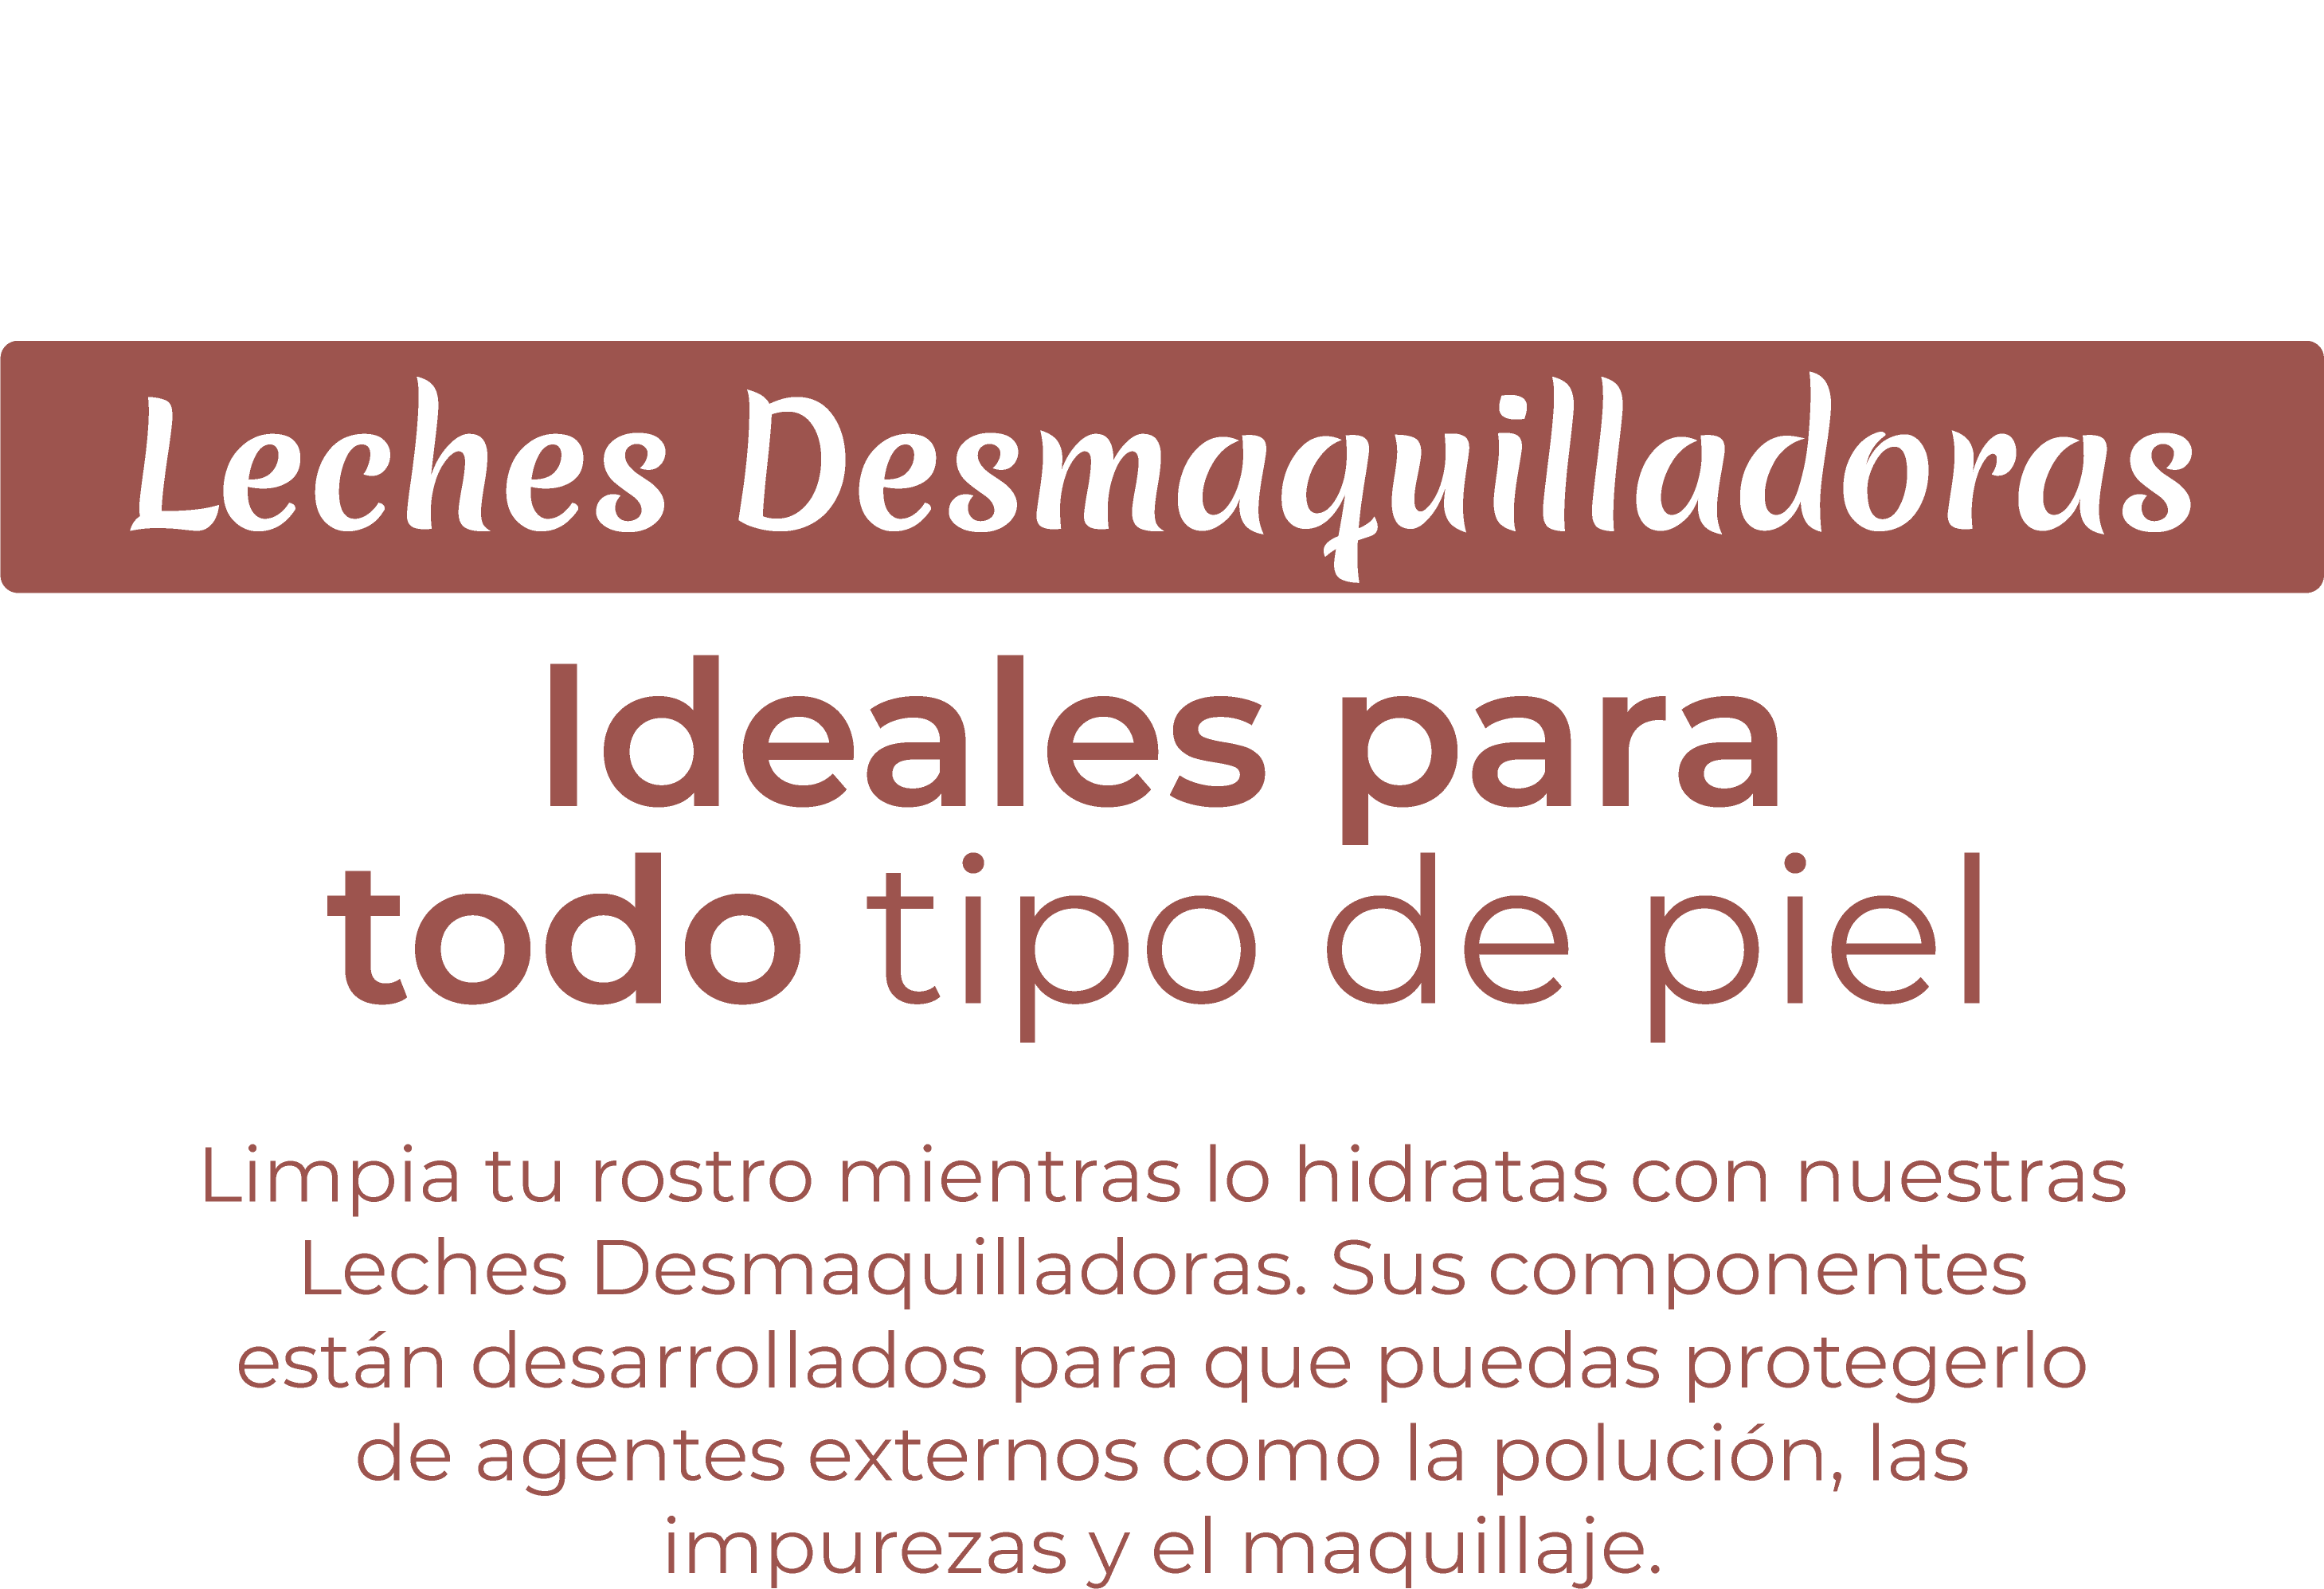 Leches Desmaquilladoras
Ideales para
todo tipo de piel
Limpia tu rostro mientras lo hidratas con nuestras
Leches Desmaquilladoras. Sus componentes
están desarrollados para que puedas protegerlo
de agentes externos como la polución, las
impurezas y el maquillaje.